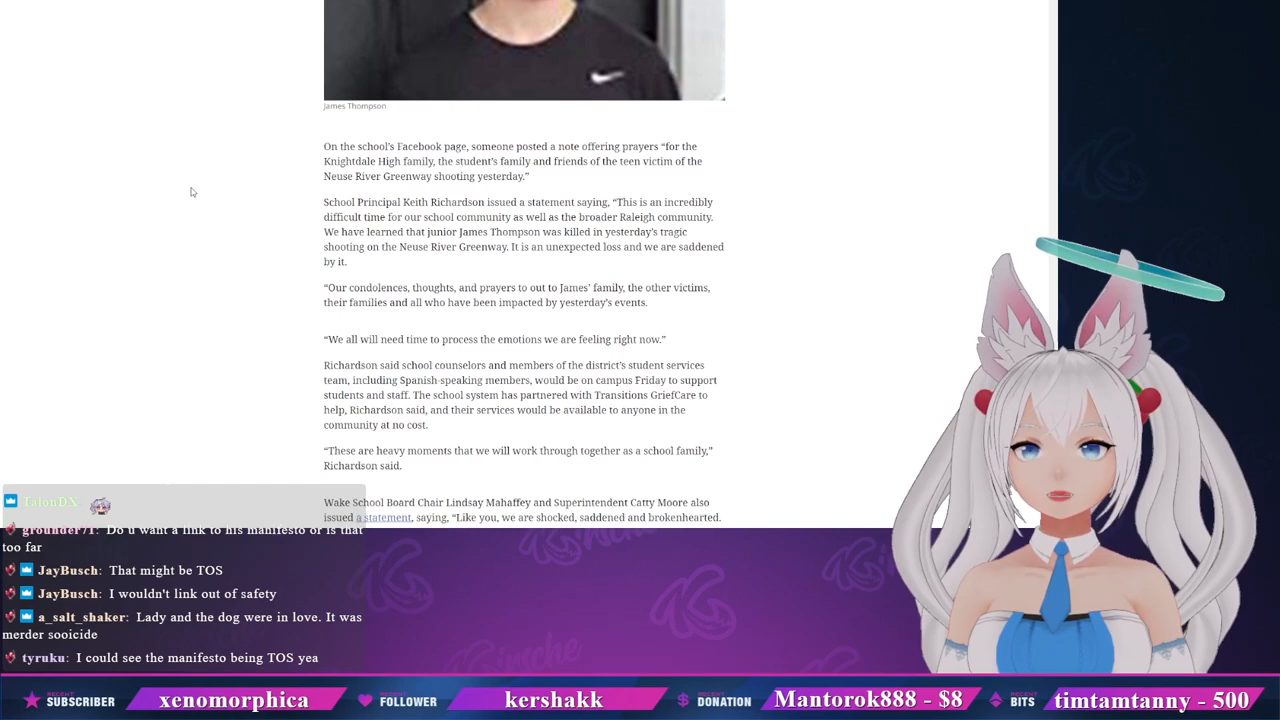 James Thompson
On the school's Facebook page, someone posted a note offering prayers “for the
Knightdale High family, the student's family and friends of the teen victim of the
Neuse River Greenway shooting yesterday.”
School Principal Keith Richardson issued a statement saying, “This is an incredibly
difficult time for our school community as well as the broader Raleigh community.
We have learned that junior James Thompson was killed in yesterday's tragic
shooting on the Neuse River Greenway. It is an unexpected loss and we are saddened
by it.
“Our condolences, thoughts, and prayers to out to James' family, the other victims,
their families and all who have been impacted by yesterday's events.
“We all will need time to process the emotions we are feeling right now.”
Richardson said school counselors and members of the district's student services
team, including Spanish-speaking members, would be on campus Friday to support
students and staff. The school system has partnered with Transitions GriefCare to
help, Richardson said, and their services would be available to anyone in the
community at no cost.
“These are heavy moments that we will work through together as a school family,”
Richardson said.
Wake School Board Chair Lindsay Mahaffey and Superintendent Catty Moore also
issued a statement, saying, “Like you, we are shocked, saddened and brokenhearted.
TalonDX
grounder71: Do u want a link to his manifesto or is that
too far
JayBusch: That might be TOS
JayBusch: I wouldn't link out of safety
a_salt_shaker: Lady and the dog were in love. It was
merder sooicide
tyruku: I could see the manifesto being TOS yea
RECENT SUBSCRIBER xenomorphica
RECENT FOLLOWER kershakk
RECENT DONATION Mantorok888 - $8
RECENT BITS timtamtanny - 500